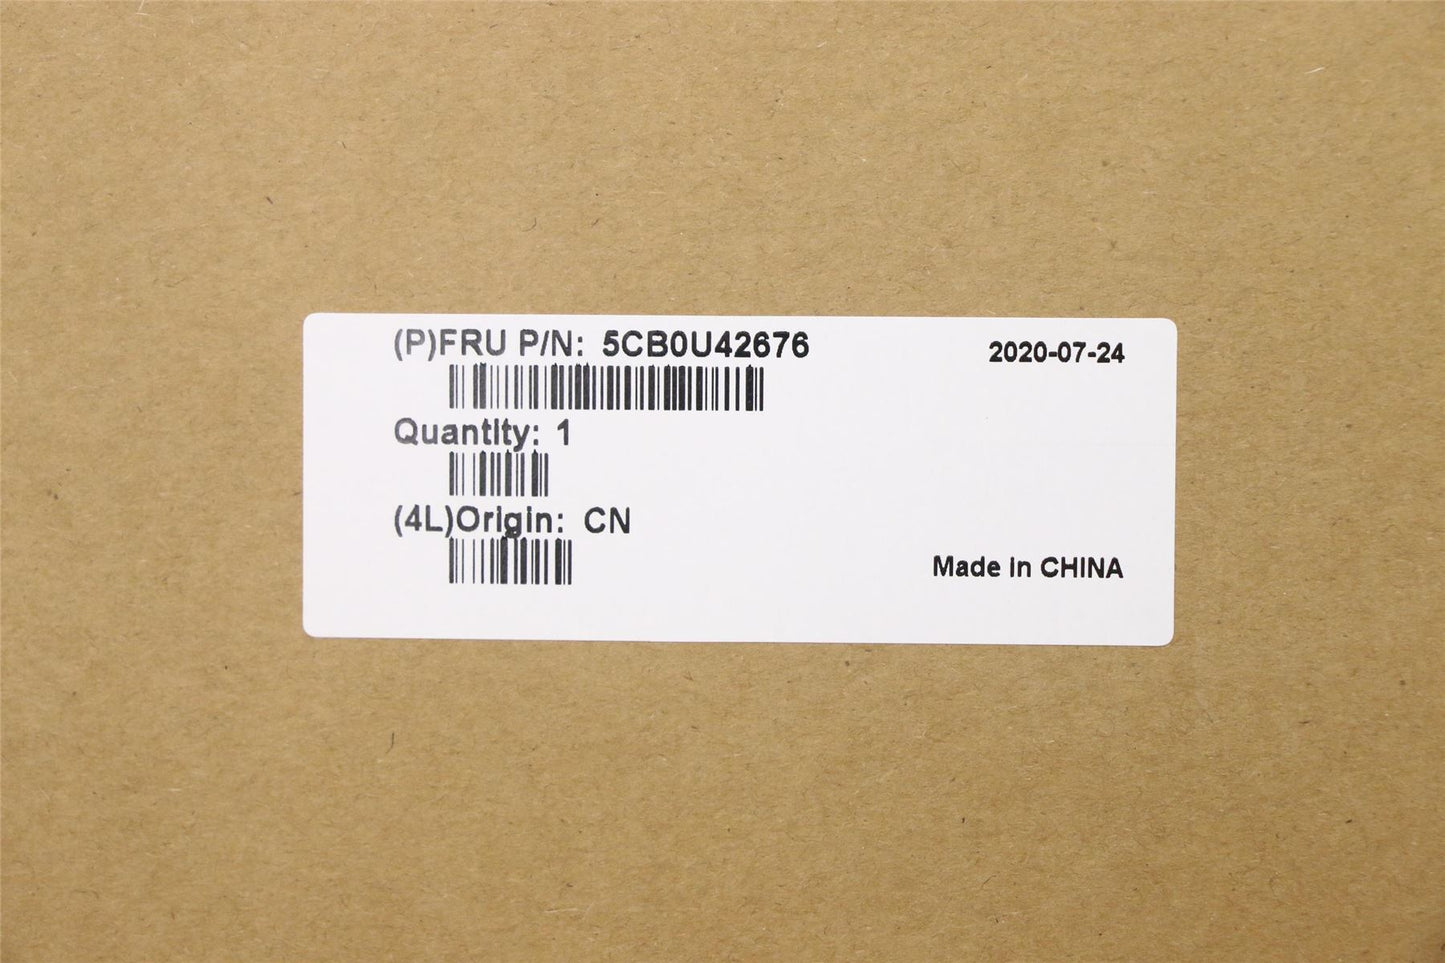 (P)FRU P/N: 5CB0U42676
2020-07-24
Quantity: 1
(4L)Origin: CN
Made in CHINA